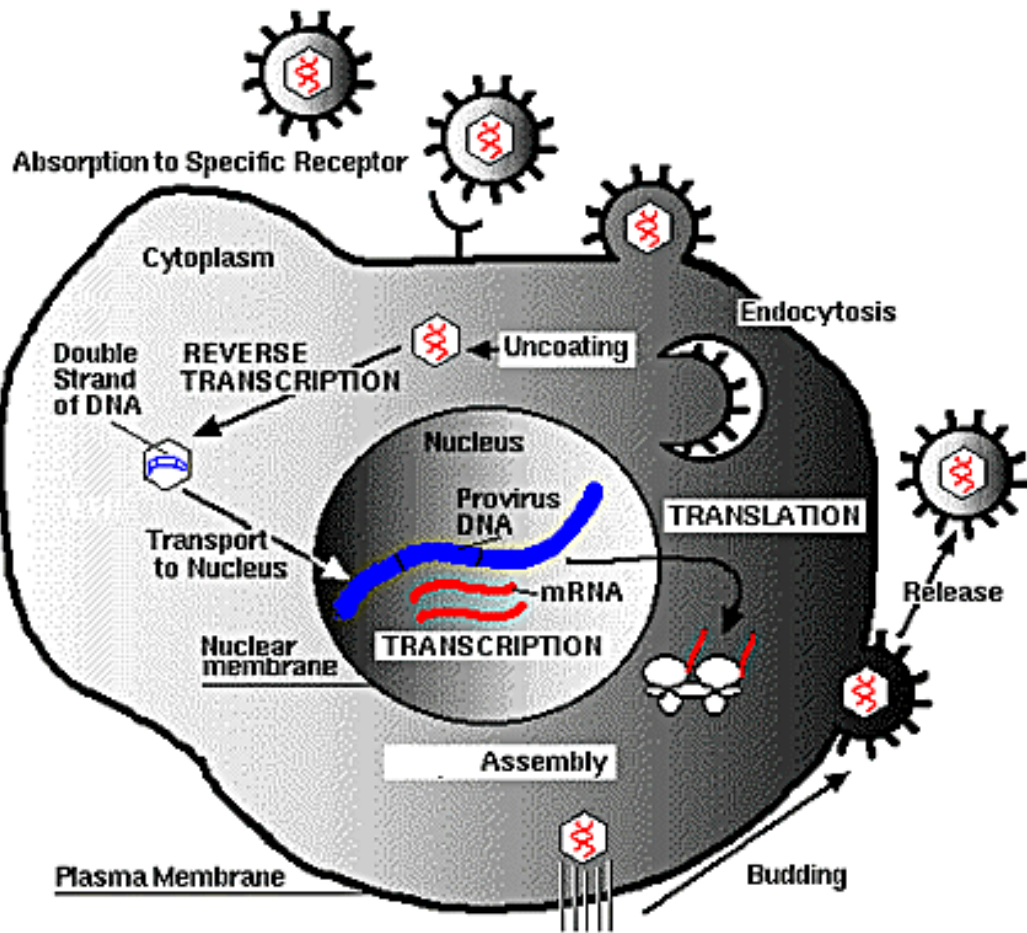 Absorption to Specific Receptor
Cytoplasm
Endocytosis
Uncoating
Double
Strand
of DNA
REVERSE
TRANSCRIPTION
Nucleus
Provirus
DNA
TRANSLATION
Transport
to Nucleus
mRNA
Release
TRANSCRIPTION
Nuclear
membrane
Assembly
Plasma Membrane
Budding